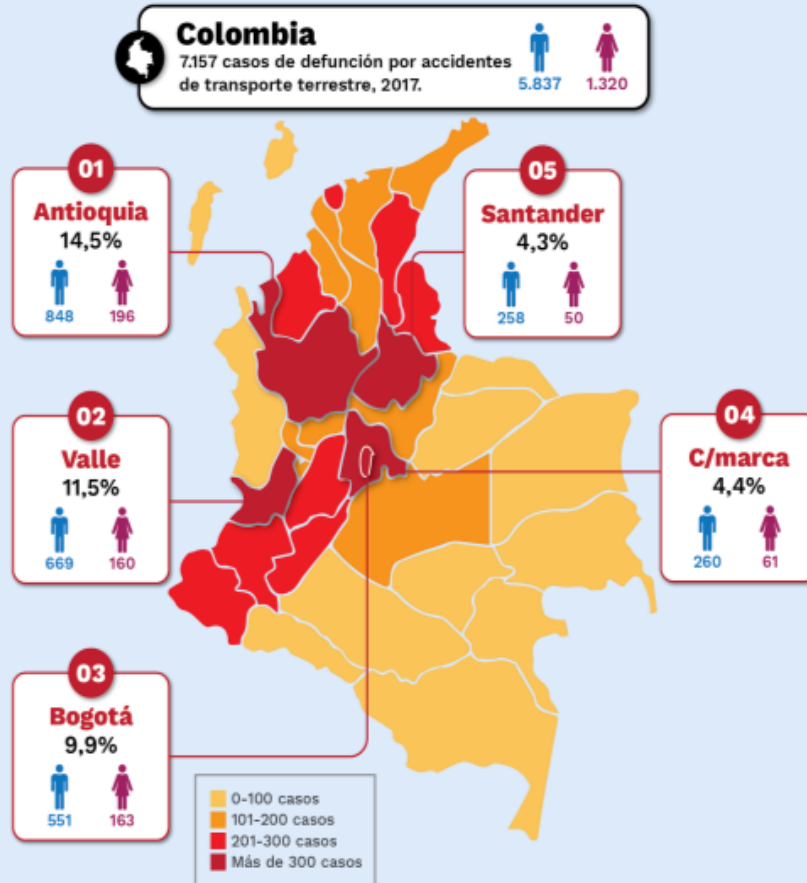 Colombia
7.157 casos de defunción por accidentes
de transporte terrestre, 2017.
5.837
1.320
01
Antioquia
14,5%
848
196
05
Santander
4,3%
258
50
02
Valle
11,5%
669
160
04
C/marca
4,4%
260
61
03
Bogotá
9,9%
551
163
0-100 casos
101-200 casos
201-300 casos
Más de 300 casos